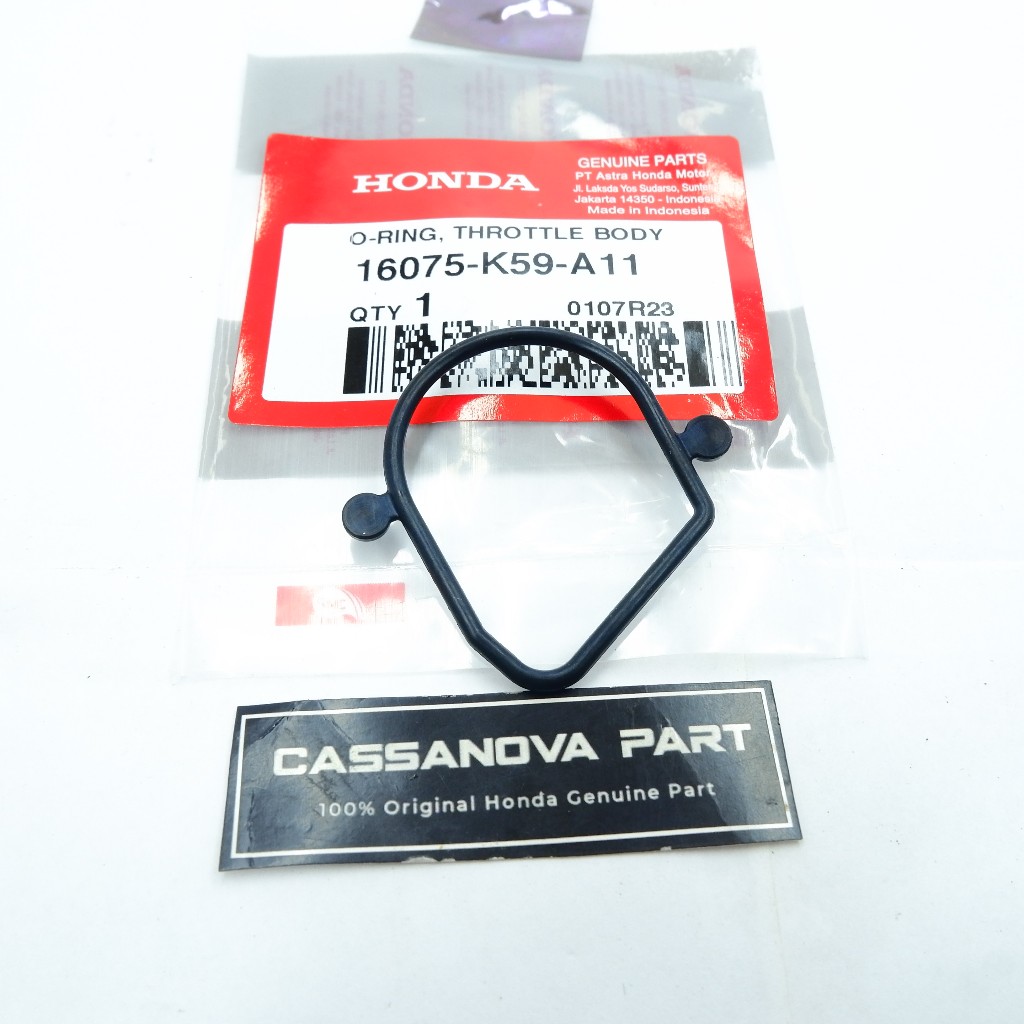 HONDA
GENUINE PARTS
PT Astra Honda Motor
Jl. Laksda Yos Sudarso,
Jakarta 14350 - Indonesia
Made in Indonesia
O-RING, THROTTLE BODY
16075-K59-A11
QTY 1 0107R23
CASSANOVA PART
100% Original Honda Genuine Part